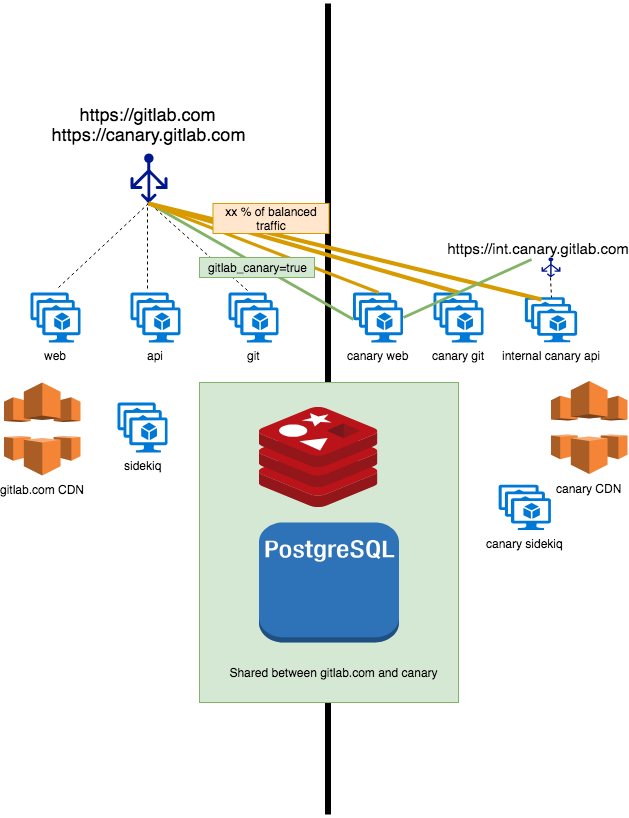 https://gitlab.com
https://canary.gitlab.com
xx % of balanced
traffic
https://int.canary.gitlab.com
gitlab_canary=true
web
api
git
canary web
canary git
internal canary api
sidekiq
gitlab.com CDN
canary CDN
canary sidekiq
PostgreSQL
Shared between gitlab.com and canary